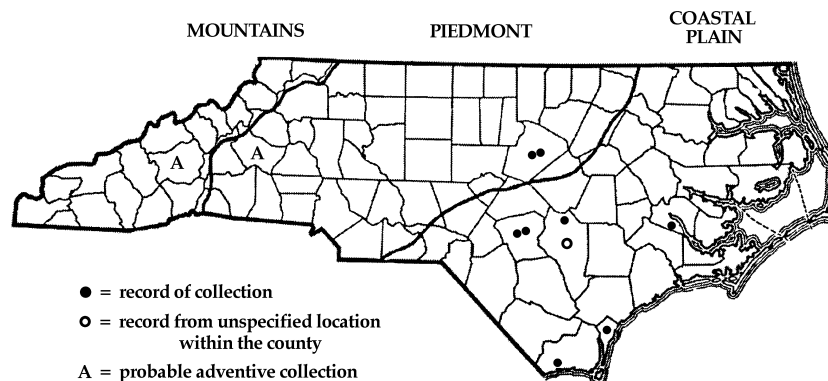 MOUNTAINS PIEDMONT COASTAL
PLAIN
A A
● = record of collection
○ = record from unspecified location
within the county
A = probable adventive collection